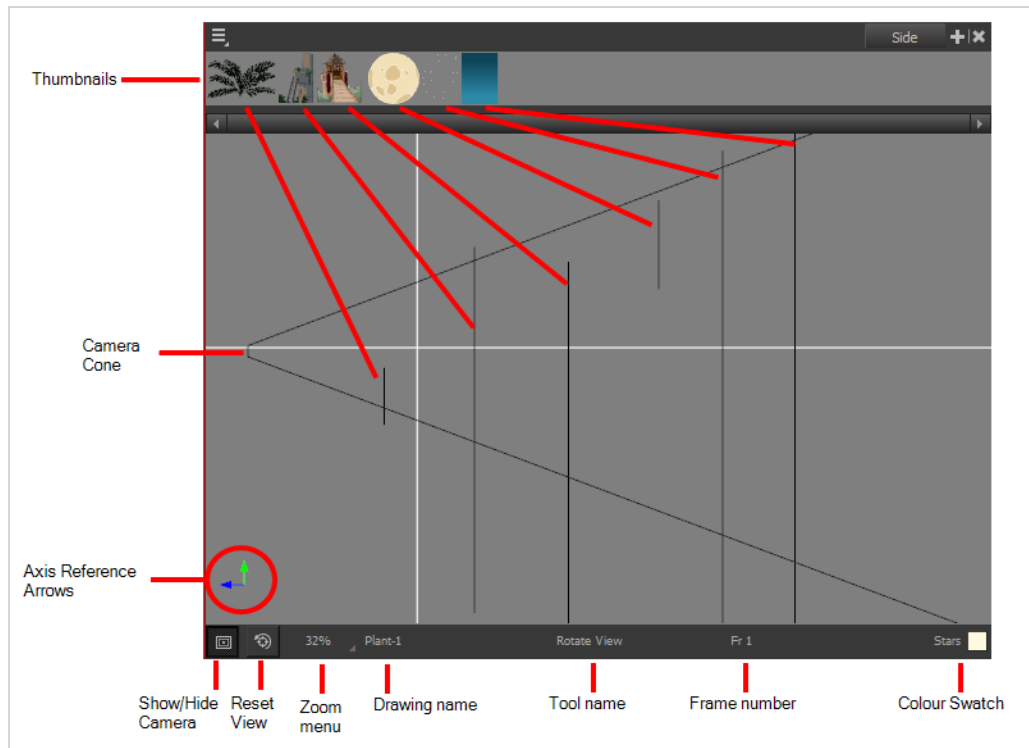 Side
Thumbnails
Camera
Cone
Axis Reference
Arrows
32%
Plant-1
Rotate View
Fr 1
Stars
Show/Hide
Camera
Reset
View
Zoom
menu
Drawing name
Tool name
Frame number
Colour Swatch